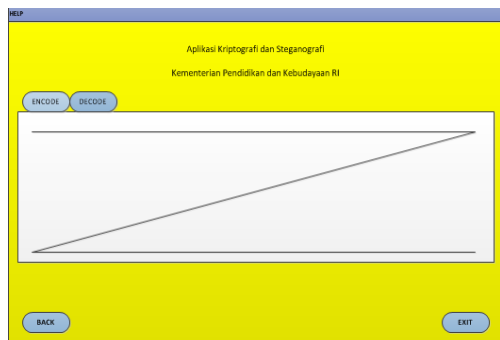 HELP
Aplikasi Kriptografi dan Steganografi
Kementerian Pendidikan dan Kebudayaan RI
ENCODE DECODE
BACK EXIT